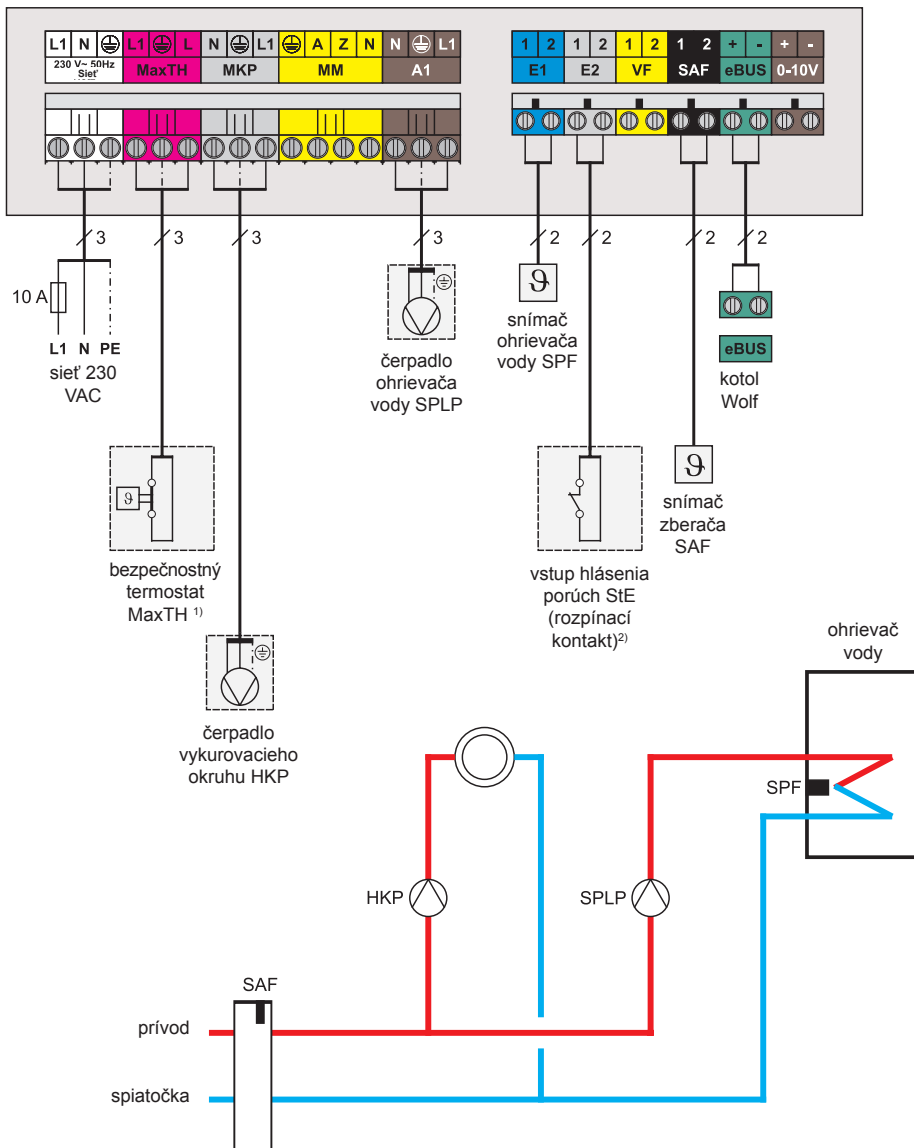 L1 N L1 L N L1 A Z N N L1
230 V~ 50Hz
Sieť
MaxTH MKP MM A1
1 2 1 2 1 2 1 2 + - + -
E1 E2 VF SAF eBUS 0-10V
3 3 3 3 2 2 2 2
10 A
L1 N PE
sieť 230
VAC
čerpadlo
ohrievača
vody SPLP
ϑ
snímač
ohrievača
vody SPF
eBUS
kotol
Wolf
ϑ
bezpečnostný
termostat
MaxTH 1)
vstup hlásenia
porúch StE
(rozpínací
kontakt)2)
ϑ
snímač
zberača
SAF
čerpadlo
vykurovacieho
okruhu HKP
ohrievač
vody
SPF
HKP
SPLP
SAF
prívod
spiatočka